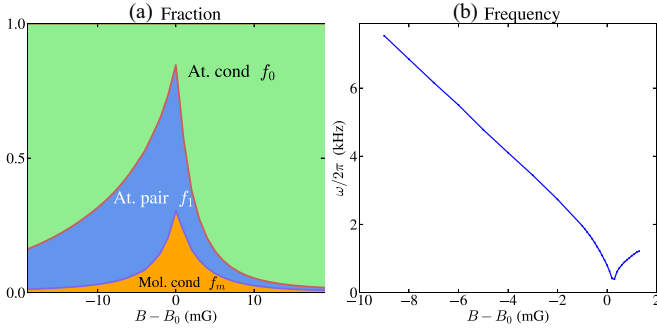 (a) Fraction
1.0
0.5
0.0
At. cond f₀
At. pair f₁
Mol. cond fₘ
−10 0 10
B − B₀ (mG)
(b) Frequency
6
4
2
0
ω/2π (kHz)
−10 −8 −6 −4 −2 0 2
B − B₀ (mG)